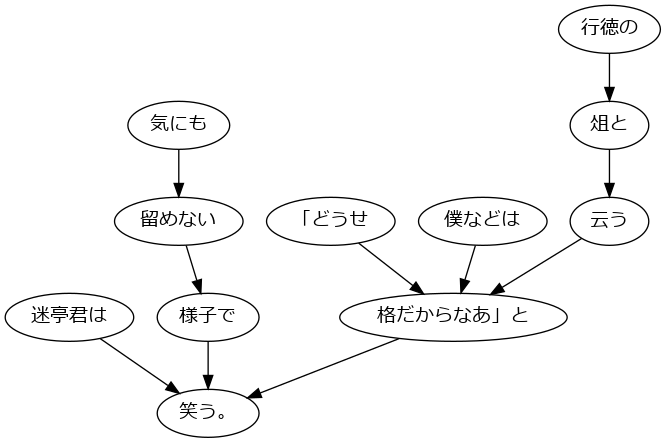 行徳の
気にも
俎と
留めない
「どうせ
僕などは
云う
迷亭君は
様子で
格だからなあ」と
笑う。